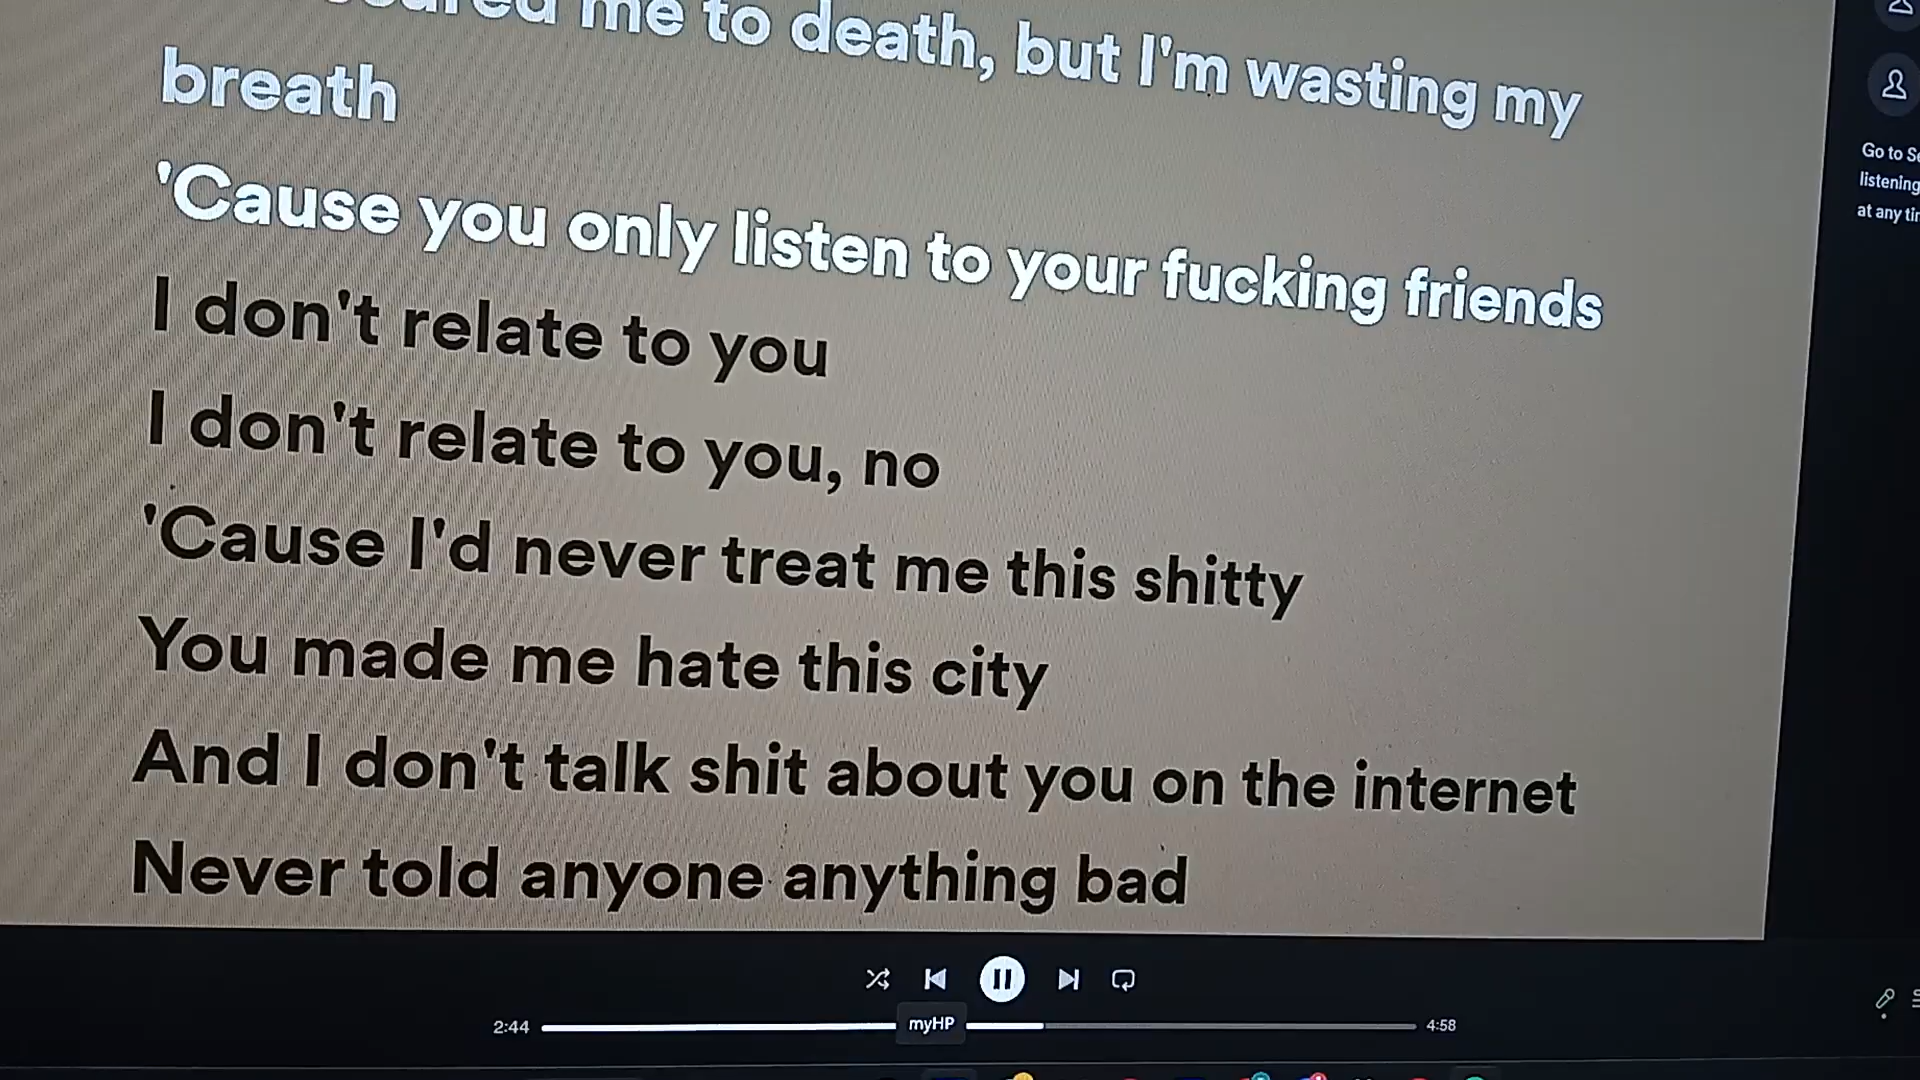 me to death, but I'm wasting my
breath
'Cause you only listen to your fucking friends
I don't relate to you
I don't relate to you, no
'Cause I'd never treat me this shitty
You made me hate this city
And I don't talk shit about you on the internet
Never told anyone anything bad
Go to
listening
at any
2:44
myHP
4:58